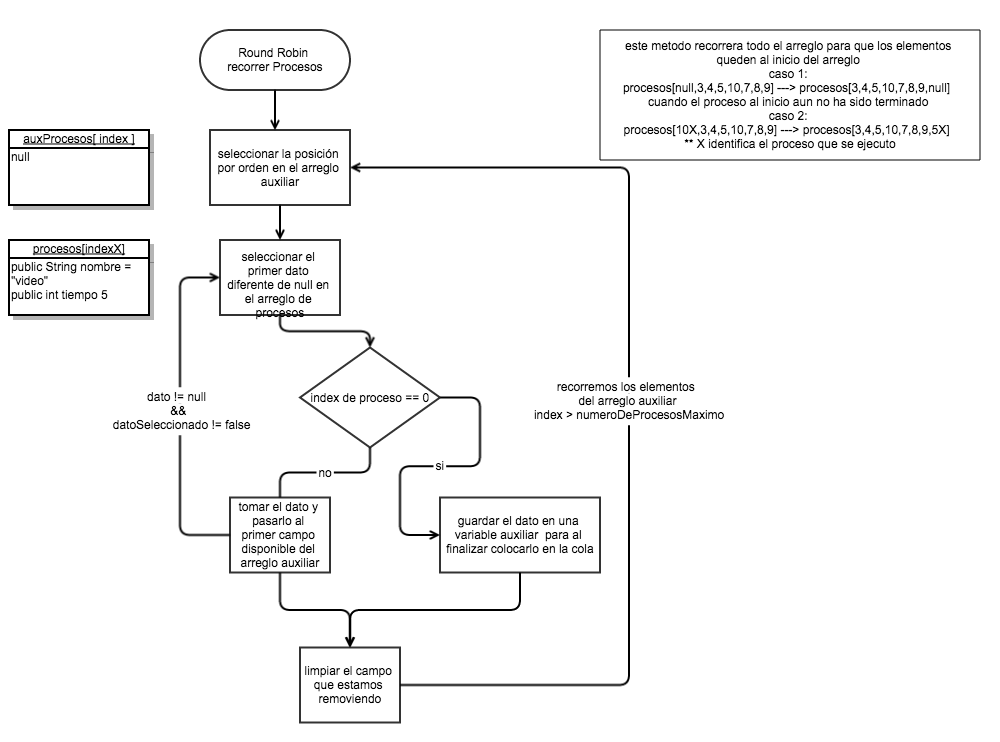 Round Robin
recorrer Procesos
este metodo recorrera todo el arreglo para que los elementos
queden al inicio del arreglo
caso 1:
procesos[null,3,4,5,10,7,8,9] ---> procesos[3,4,5,10,7,8,9,null]
cuando el proceso al inicio aun no ha sido terminado
caso 2:
procesos[10X,3,4,5,10,7,8,9] ---> procesos[3,4,5,10,7,8,9,5X]
** X identifica el proceso que se ejecuto
auxProcesos[ index ]
null
seleccionar la posición
por orden en el arreglo
auxiliar
procesos[indexX]
public String nombre =
"video"
public int tiempo 5
seleccionar el
primer dato
diferente de null en
el arreglo de
procesos
index de proceso == 0
dato != null
&&
datoSeleccionado != false
recorremos los elementos
del arreglo auxiliar
index > numeroDeProcesosMaximo
no
si
tomar el dato y
pasarlo al
primer campo
disponible del
arreglo auxiliar
guardar el dato en una
variable auxiliar para al
finalizar colocarlo en la cola
limpiar el campo
que estamos
removiendo